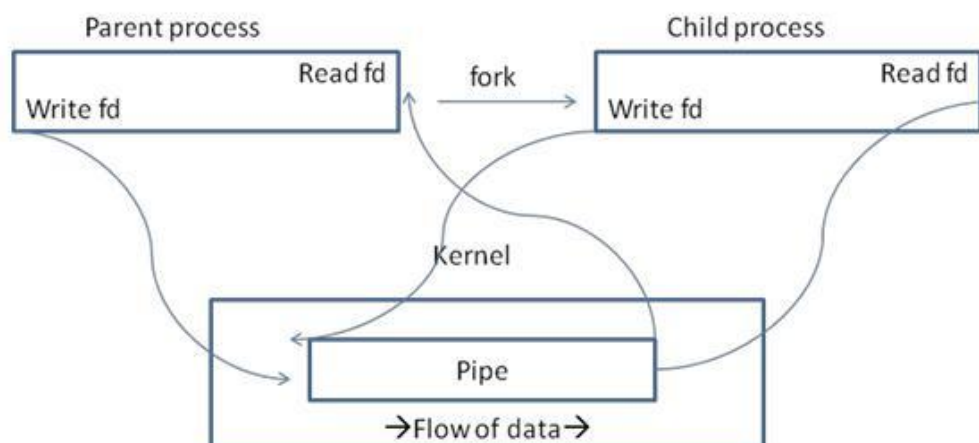 Parent process
Child process
Read fd
fork
Read fd
Write fd
Write fd
Kernel
Pipe
→Flow of data→